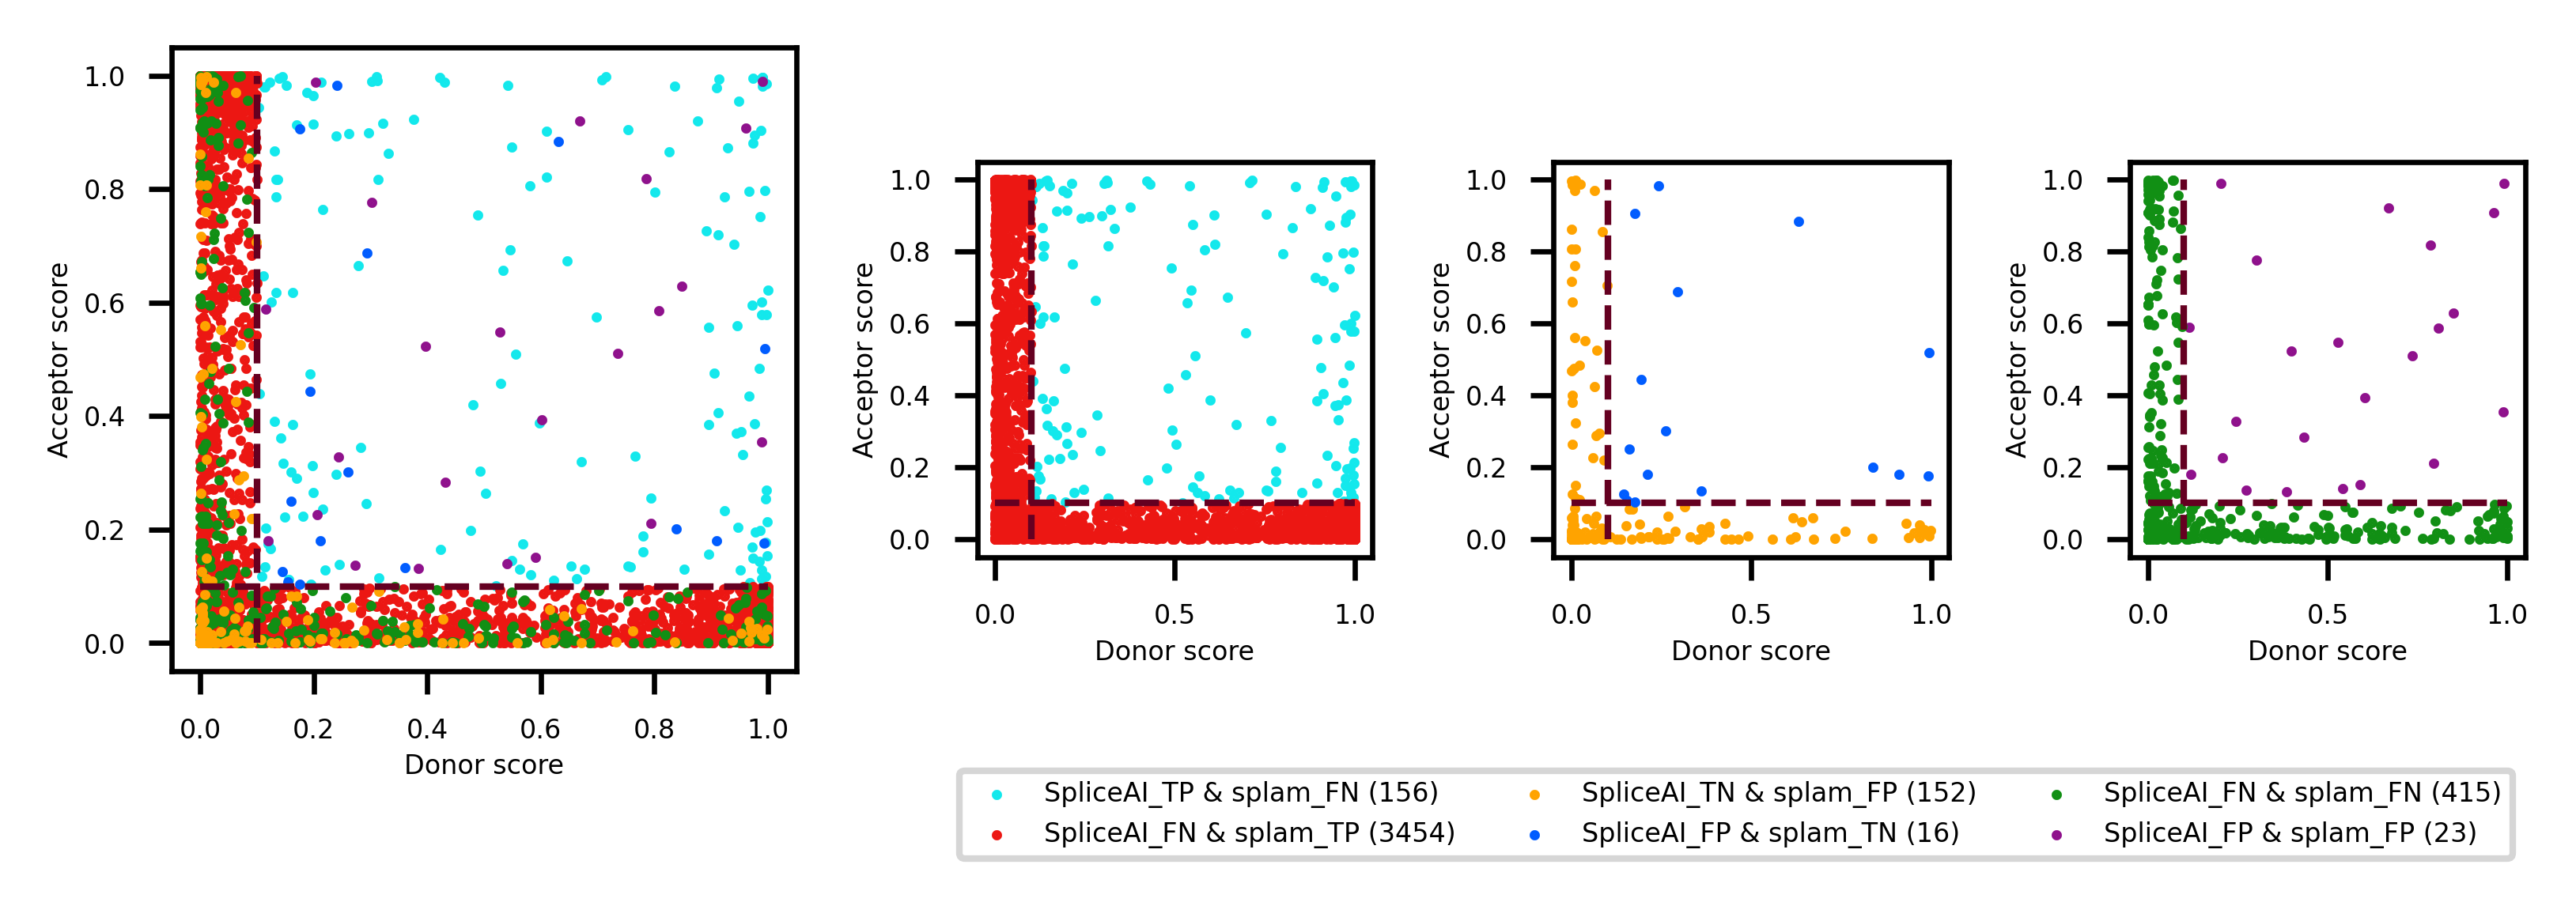 1.0
0.8
0.6
0.4
0.2
0.0
Acceptor score
0.0 0.2 0.4 0.6 0.8 1.0
Donor score
1.0
0.8
0.6
0.4
0.2
0.0
Acceptor score
0.0 0.5 1.0
Donor score
1.0
0.8
0.6
0.4
0.2
0.0
Acceptor score
0.0 0.5 1.0
Donor score
1.0
0.8
0.6
0.4
0.2
0.0
Acceptor score
0.0 0.5 1.0
Donor score
SpliceAI_TP & splam_FN (156)
SpliceAI_FN & splam_TP (3454)
SpliceAI_TN & splam_FP (152)
SpliceAI_FP & splam_TN (16)
SpliceAI_FN & splam_FN (415)
SpliceAI_FP & splam_FP (23)